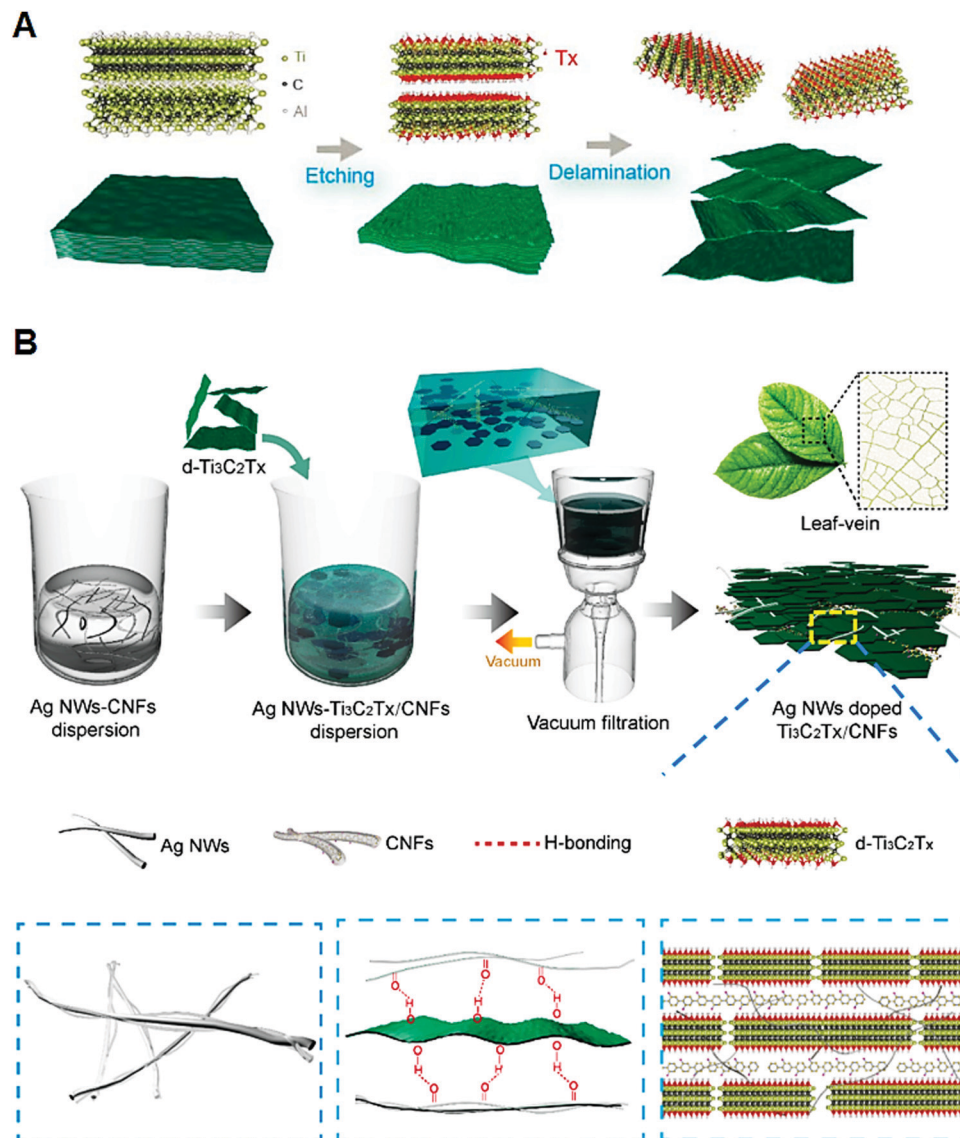 A
Ti
C
Al
Tx
Etching
Delamination
B
d-Ti3C2Tx
Leaf-vein
Vacuum
Ag NWs-CNFs
dispersion
Ag NWs-Ti3C2Tx/CNFs
dispersion
Vacuum filtration
Ag NWs doped
Ti3C2Tx/CNFs
Ag NWs
CNFs
H-bonding
d-Ti3C2Tx
O O O
H H H
O O O
O O O
H H H
O O O